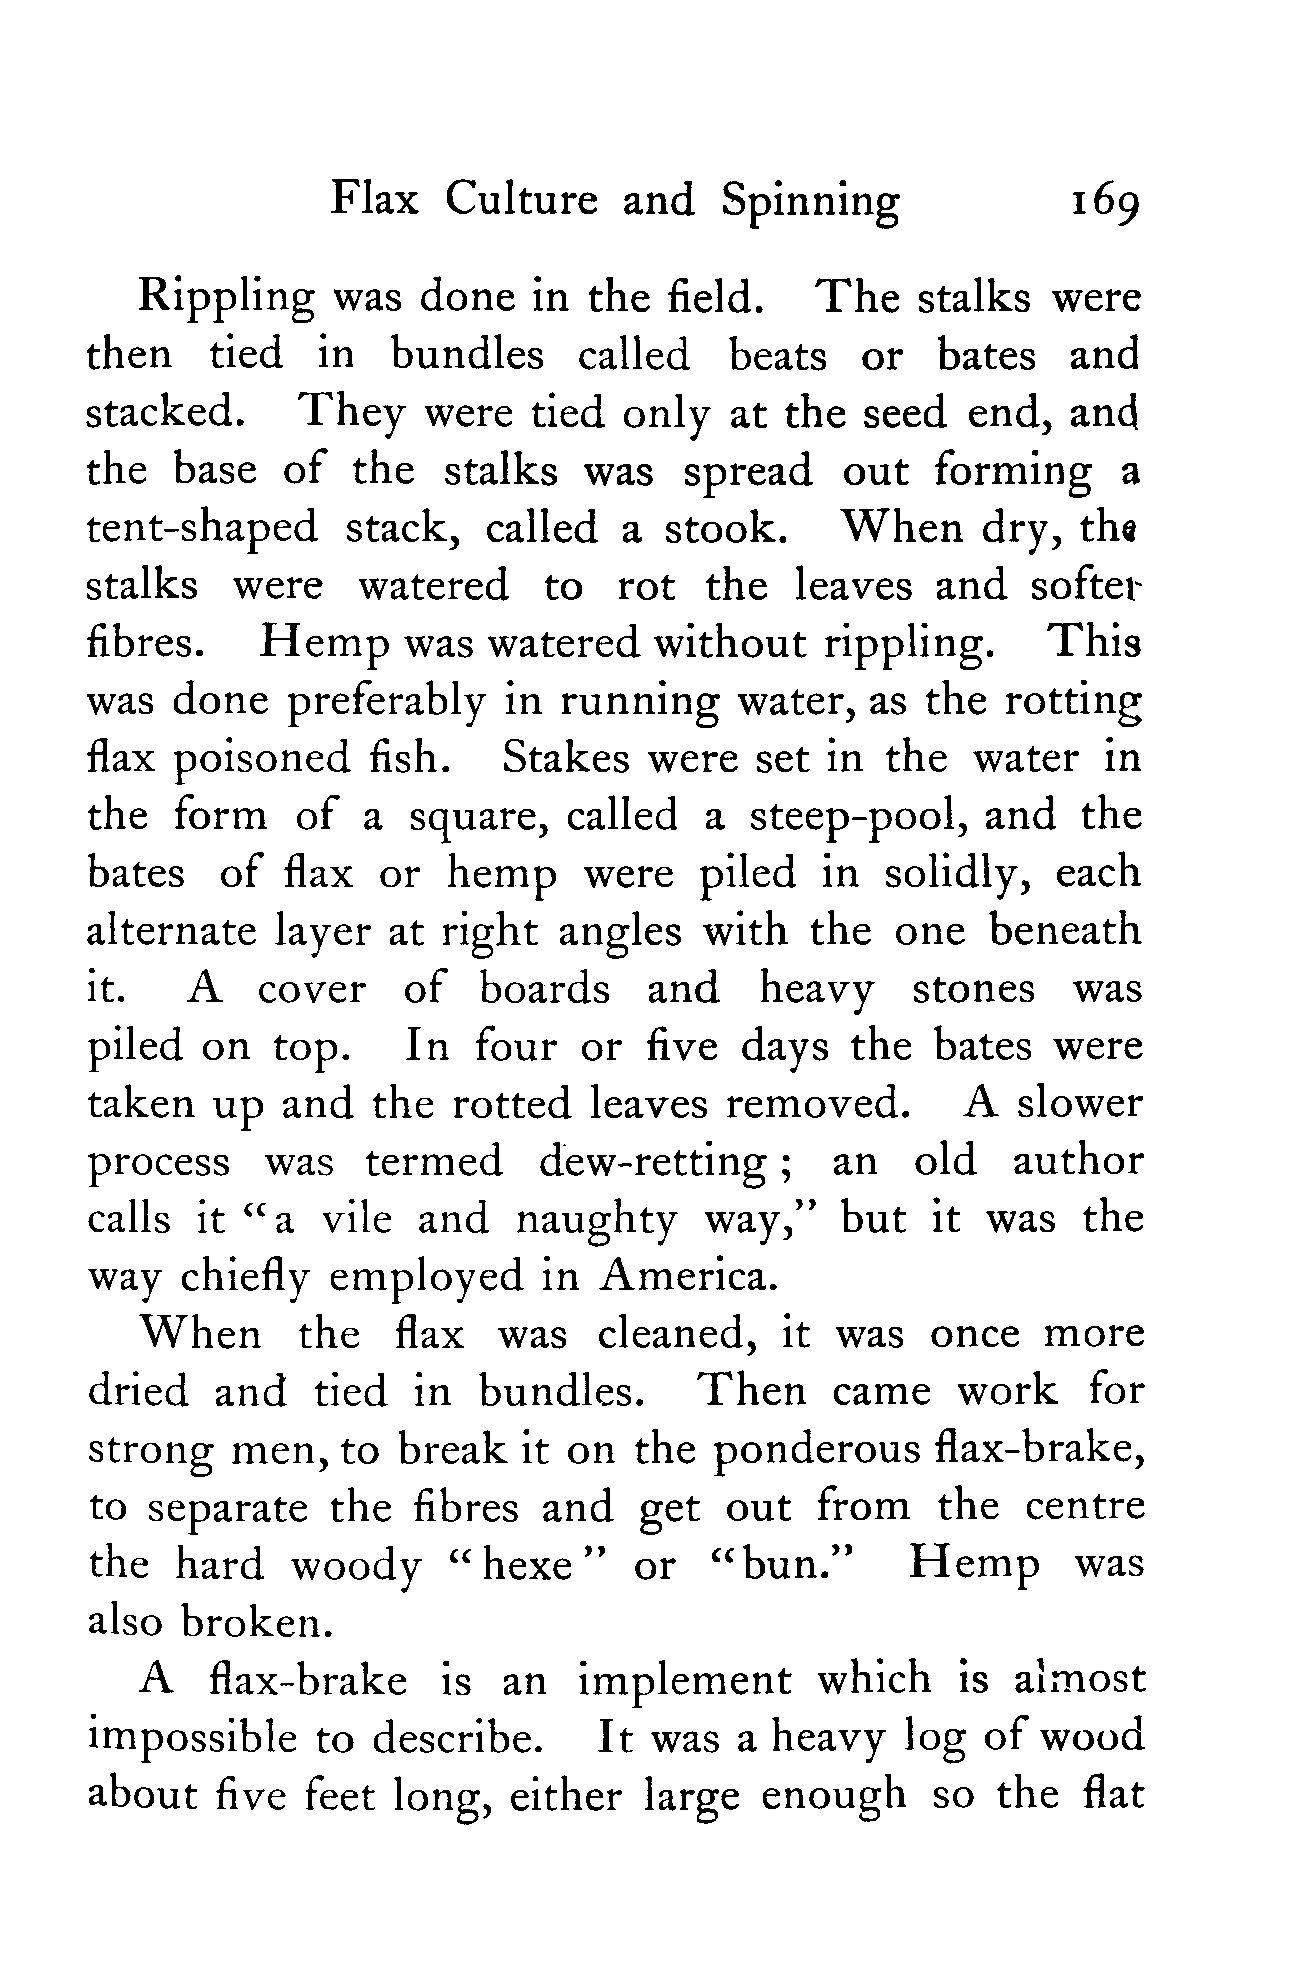 Flax Culture and Spinning 169
Rippling was done in the field. The stalks were
then tied in bundles called beats or bates and
stacked. They were tied only at the seed end, and
the base of the stalks was spread out forming a
tent-shaped stack, called a stook. When dry, the
stalks were watered to rot the leaves and softer
fibres. Hemp was watered without rippling. This
was done preferably in running water, as the rotting
flax poisoned fish. Stakes were set in the water in
the form of a square, called a steep-pool, and the
bates of flax or hemp were piled in solidly, each
alternate layer at right angles with the one beneath
it. A cover of boards and heavy stones was
piled on top. In four or five days the bates were
taken up and the rotted leaves removed. A slower
process was termed dew-retting; an old author
calls it "a vile and naughty way," but it was the
way chiefly employed in America.
When the flax was cleaned, it was once more
dried and tied in bundles. Then came work for
strong men, to break it on the ponderous flax-brake,
to separate the fibres and get out from the centre
the hard woody "hexe" or "bun." Hemp was
also broken.
A flax-brake is an implement which is almost
impossible to describe. It was a heavy log of wood
about five feet long, either large enough so the flat